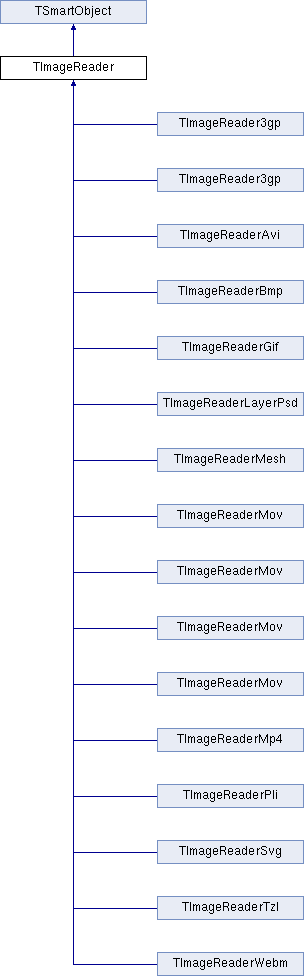 TSmartObject
TImageReader
TImageReader3gp
TImageReader3gp
TImageReaderAvi
TImageReaderBmp
TImageReaderGif
TImageReaderLayerPsd
TImageReaderMesh
TImageReaderMov
TImageReaderMov
TImageReaderMov
TImageReaderMov
TImageReaderMp4
TImageReaderPli
TImageReaderSvg
TImageReaderTzl
TImageReaderWebm